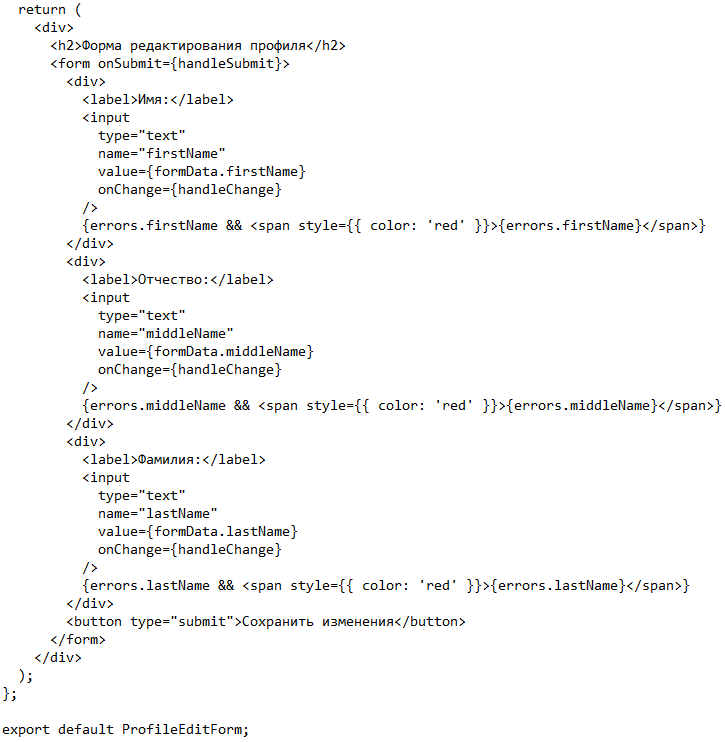 return (
    <div>
      <h2>Форма редактирования профиля</h2>
      <form onSubmit={handleSubmit}>
        <div>
          <label>Имя:</label>
          <input
            type="text"
            name="firstName"
            value={formData.firstName}
            onChange={handleChange}
          />
          {errors.firstName && <span style={{ color: 'red' }}>{errors.firstName}</span>}
        </div>
        <div>
          <label>Отчество:</label>
          <input
            type="text"
            name="middleName"
            value={formData.middleName}
            onChange={handleChange}
          />
          {errors.middleName && <span style={{ color: 'red' }}>{errors.middleName}</span>}
        </div>
        <div>
          <label>Фамилия:</label>
          <input
            type="text"
            name="lastName"
            value={formData.lastName}
            onChange={handleChange}
          />
          {errors.lastName && <span style={{ color: 'red' }}>{errors.lastName}</span>}
        </div>
        <button type="submit">Сохранить изменения</button>
      </form>
    </div>
  );
};

export default ProfileEditForm;